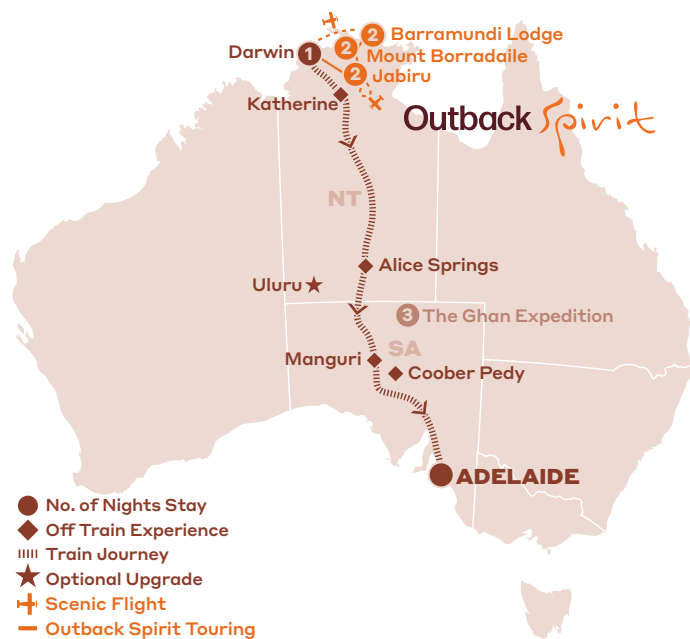 2 Barramundi Lodge
Darwin 1 2 Mount Borradaile
2 Jabiru
Katherine
Outback Spirit
NT
Alice Springs
Uluru
3 The Ghan Expedition
SA
Manguri
Coober Pedy
ADELAIDE
No. of Nights Stay
Off Train Experience
Train Journey
Optional Upgrade
Scenic Flight
Outback Spirit Touring